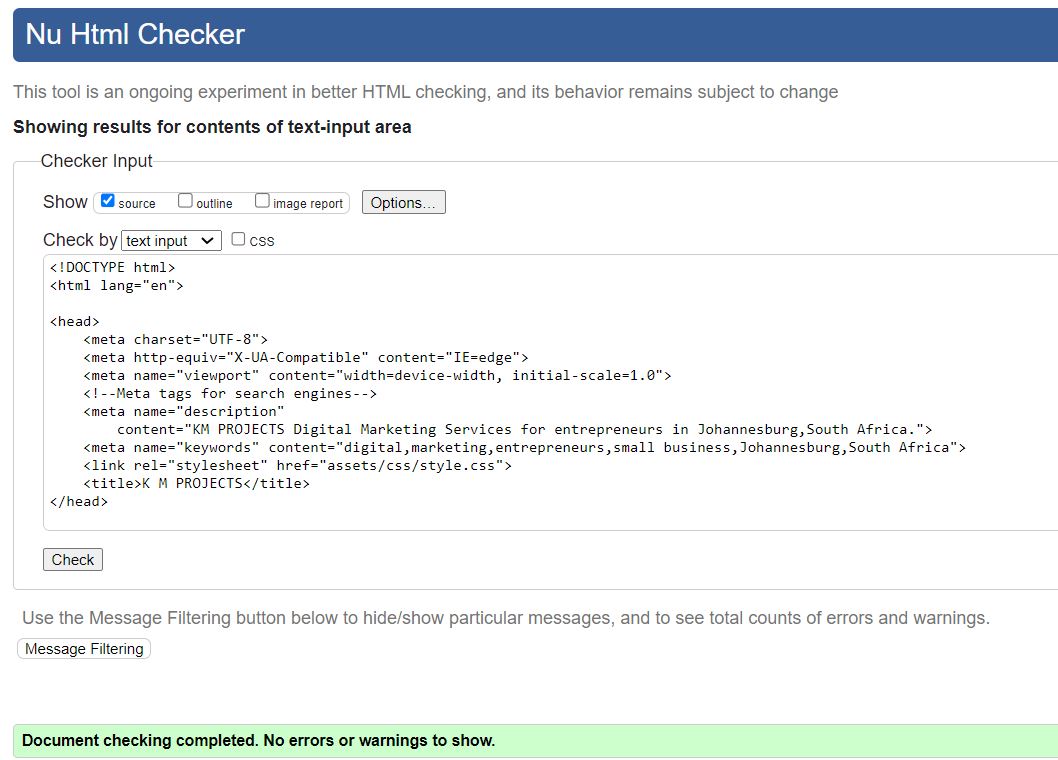 Nu Html Checker
This tool is an ongoing experiment in better HTML checking, and its behavior remains subject to change
Showing results for contents of text-input area
Checker Input
Show source outline image report Options...
Check by text input css
<!DOCTYPE html>
<html lang="en">
<head>
<meta charset="UTF-8">
<meta http-equiv="X-UA-Compatible" content="IE=edge">
<meta name="viewport" content="width=device-width, initial-scale=1.0">
<!--Meta tags for search engines-->
<meta name="description"
content="KM PROJECTS Digital Marketing Services for entrepreneurs in Johannesburg,South Africa.">
<meta name="keywords" content="digital,marketing,entrepreneurs,small business,Johannesburg,South Africa">
<link rel="stylesheet" href="assets/css/style.css">
<title>K M PROJECTS</title>
</head>
Check
Use the Message Filtering button below to hide/show particular messages, and to see total counts of errors and warnings.
Message Filtering
Document checking completed. No errors or warnings to show.